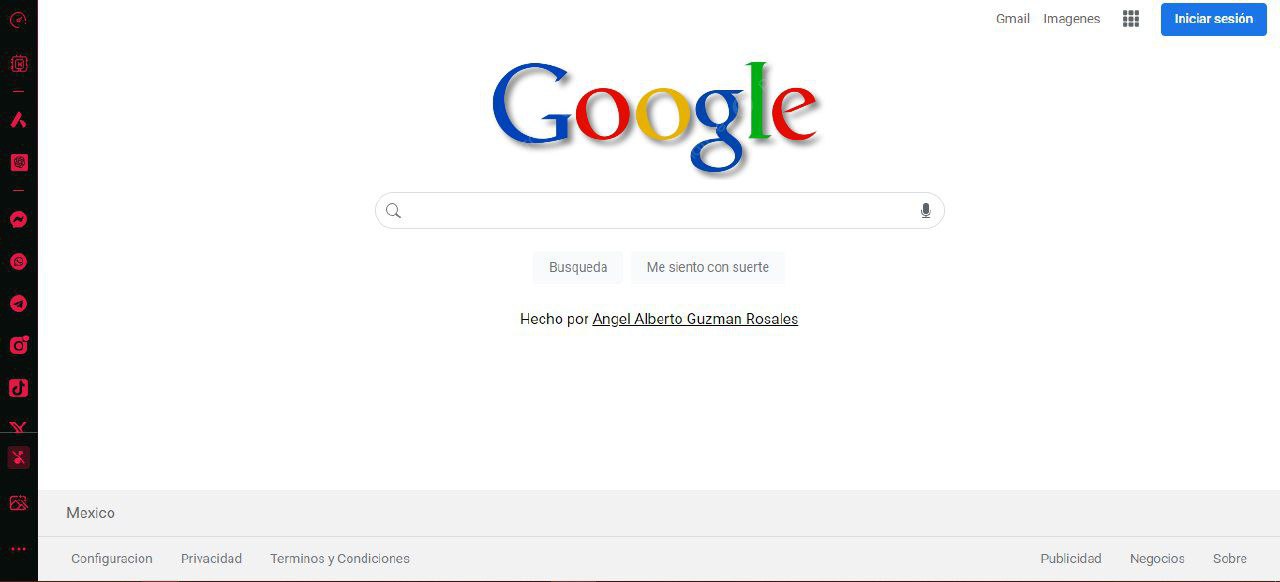 Gmail Imagenes Iniciar sesión
Google
Busqueda Me siento con suerte
Hecho por Angel Alberto Guzman Rosales
Mexico
Configuracion Privacidad Terminos y Condiciones Publicidad Negocios Sobre